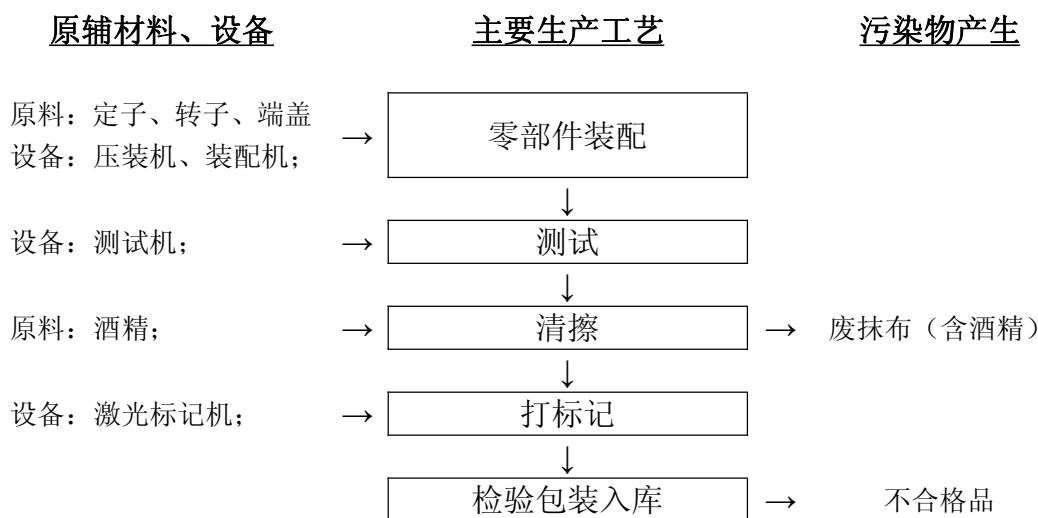 原辅材料、设备 主要生产工艺 污染物产生
原料：定子、转子、端盖
设备：压装机、装配机；
→ 零部件装配
↓
设备：测试机； → 测试
↓
原料：酒精； → 清擦 → 废抹布（含酒精）
↓
设备：激光标记机； → 打标记
↓
检验包装入库 → 不合格品